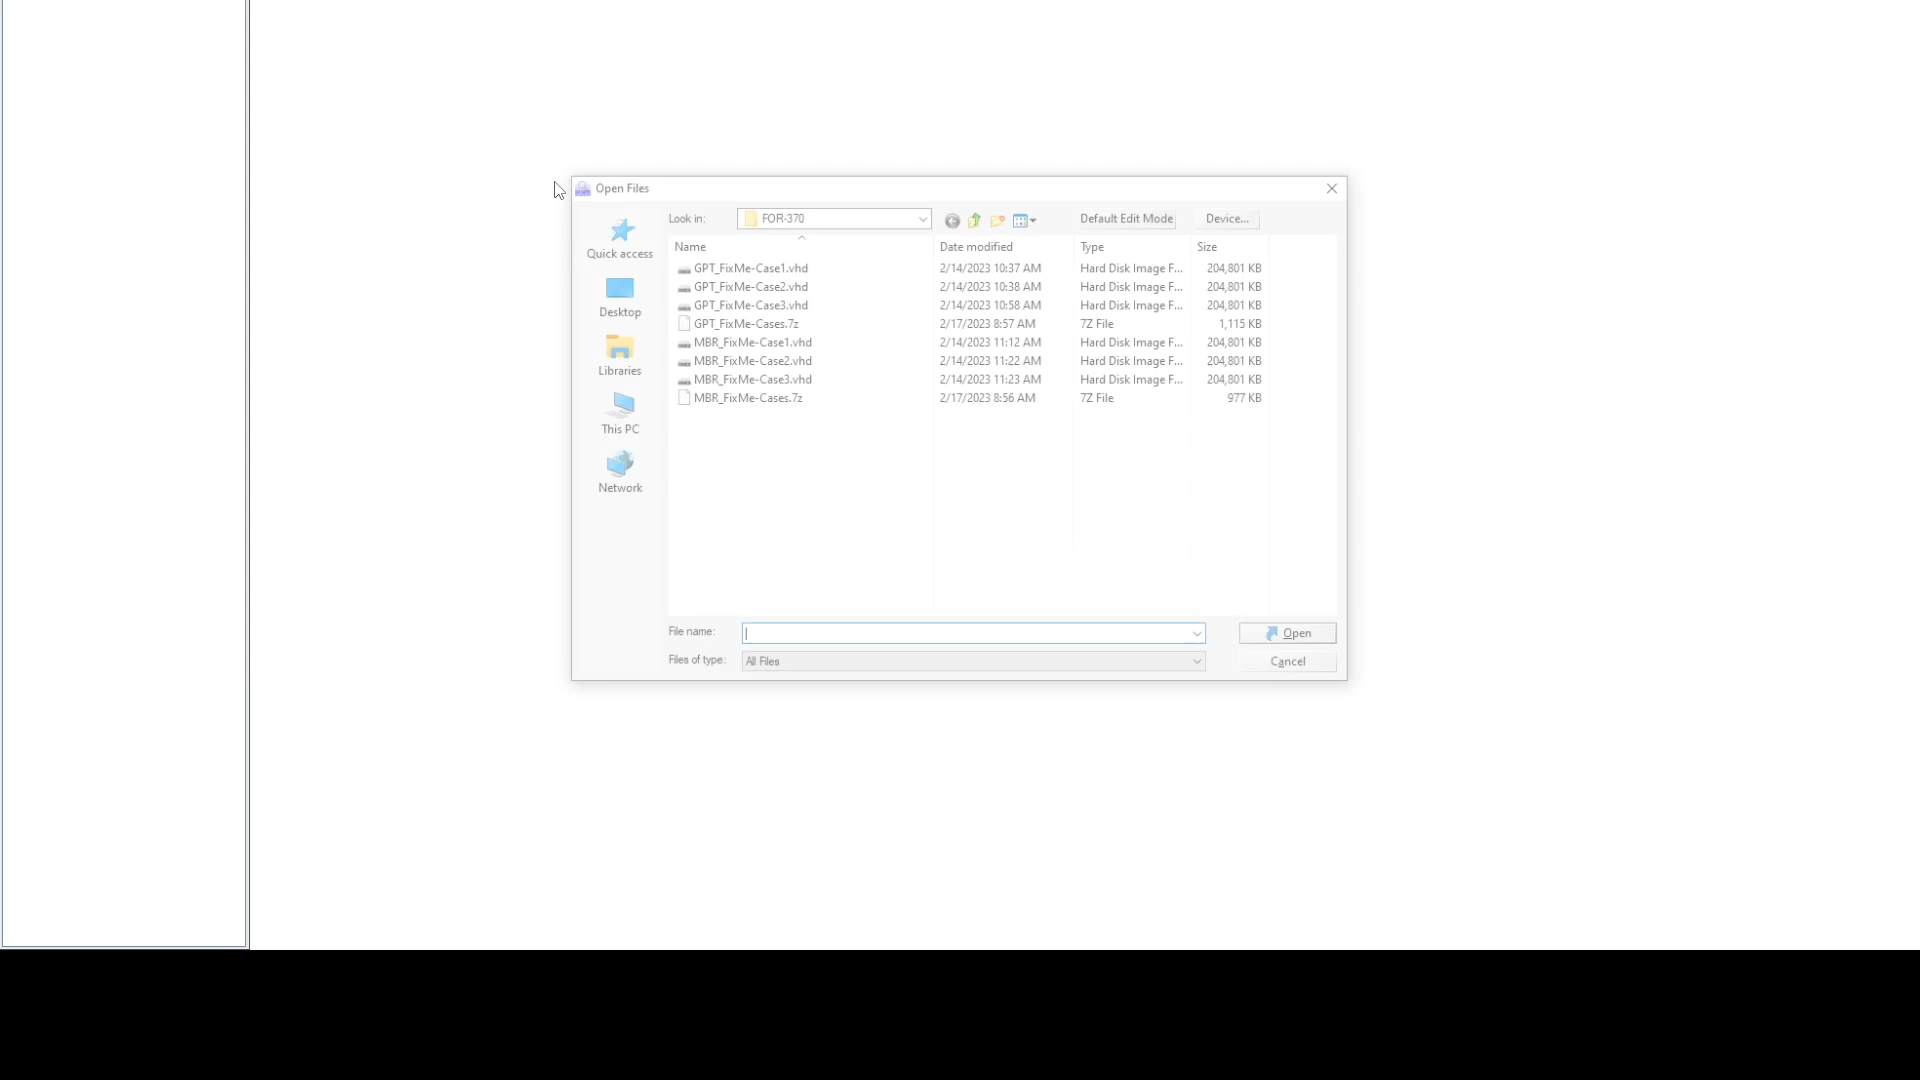 Open Files
Look in:
FOR-370
Default Edit Mode
Device...
Quick access
Desktop
Libraries
This PC
Network
Name Date modified Type Size
GPT_FixMe-Case1.vhd 2/14/2023 10:37 AM Hard Disk Image F... 204,801 KB
GPT_FixMe-Case2.vhd 2/14/2023 10:38 AM Hard Disk Image F... 204,801 KB
GPT_FixMe-Case3.vhd 2/14/2023 10:58 AM Hard Disk Image F... 204,801 KB
GPT_FixMe-Cases.7z 2/17/2023 8:57 AM 7Z File 1,115 KB
MBR_FixMe-Case1.vhd 2/14/2023 11:12 AM Hard Disk Image F... 204,801 KB
MBR_FixMe-Case2.vhd 2/14/2023 11:22 AM Hard Disk Image F... 204,801 KB
MBR_FixMe-Case3.vhd 2/14/2023 11:23 AM Hard Disk Image F... 204,801 KB
MBR_FixMe-Cases.7z 2/17/2023 8:56 AM 7Z File 977 KB
File name:
Open
Files of type: All Files
Cancel